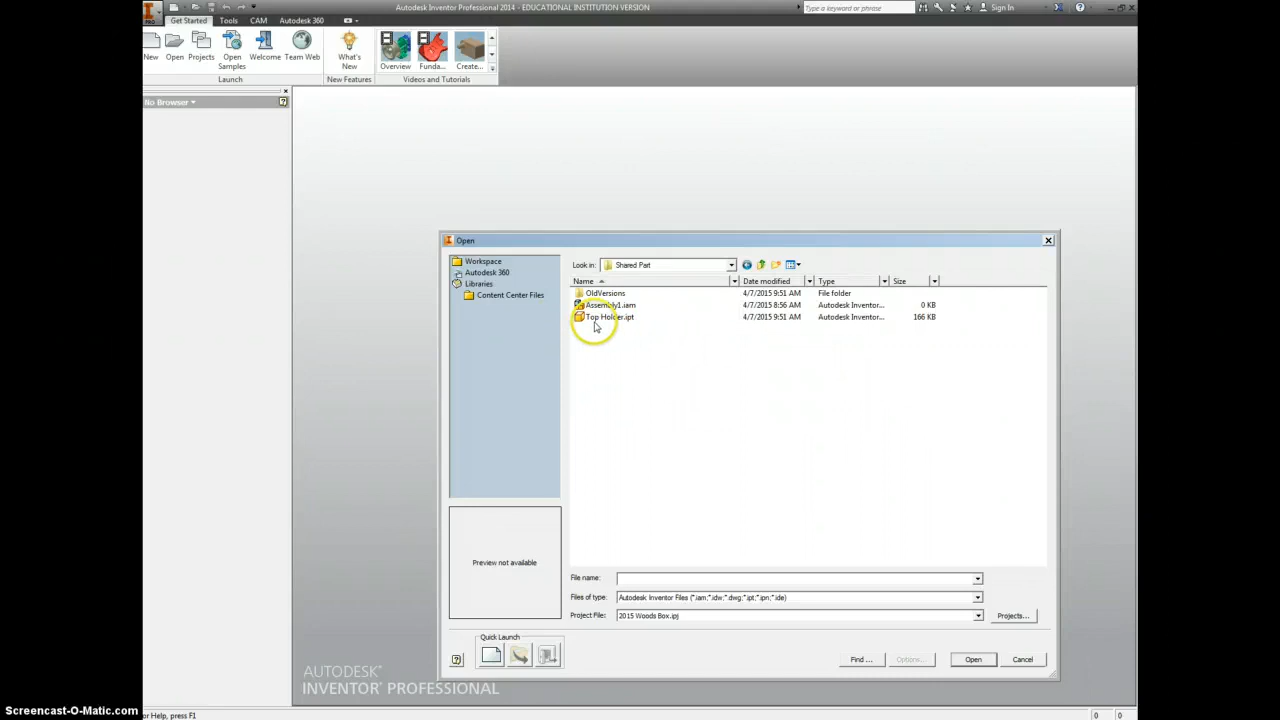 PRO
Autodesk Inventor Professional 2014 - EDUCATIONAL INSTITUTION VERSION
Type a keyword or phrase
Sign In
Get Started
Tools
CAM
Autodesk 360
New
Open
Projects
Open Samples
Welcome
Team Web
What's New
Overview
Funda...
Create...
Launch
New Features
Videos and Tutorials
No Browser
Open
Workspace
Autodesk 360
Libraries
Content Center Files
Look in:
Shared Part
Name
Date modified
Type
Size
OldVersions
4/7/2015 9:51 AM
File folder
Assembly1.iam
4/7/2015 8:56 AM
Autodesk Inventor...
0 KB
Top Holder.ipt
4/7/2015 9:51 AM
Autodesk Inventor...
166 KB
Preview not available
File name:
Files of type:
Autodesk Inventor Files (*.iam;*.idw;*.dwg;*.ipt;*.ipn;*.ide)
Project File:
2015 Woods Box.ipj
Projects...
Quick Launch
Find ...
Options...
Open
Cancel
AUTODESK®
INVENTOR® PROFESSIONAL
Screencast-O-Matic.com
or Help, press F1
0
0